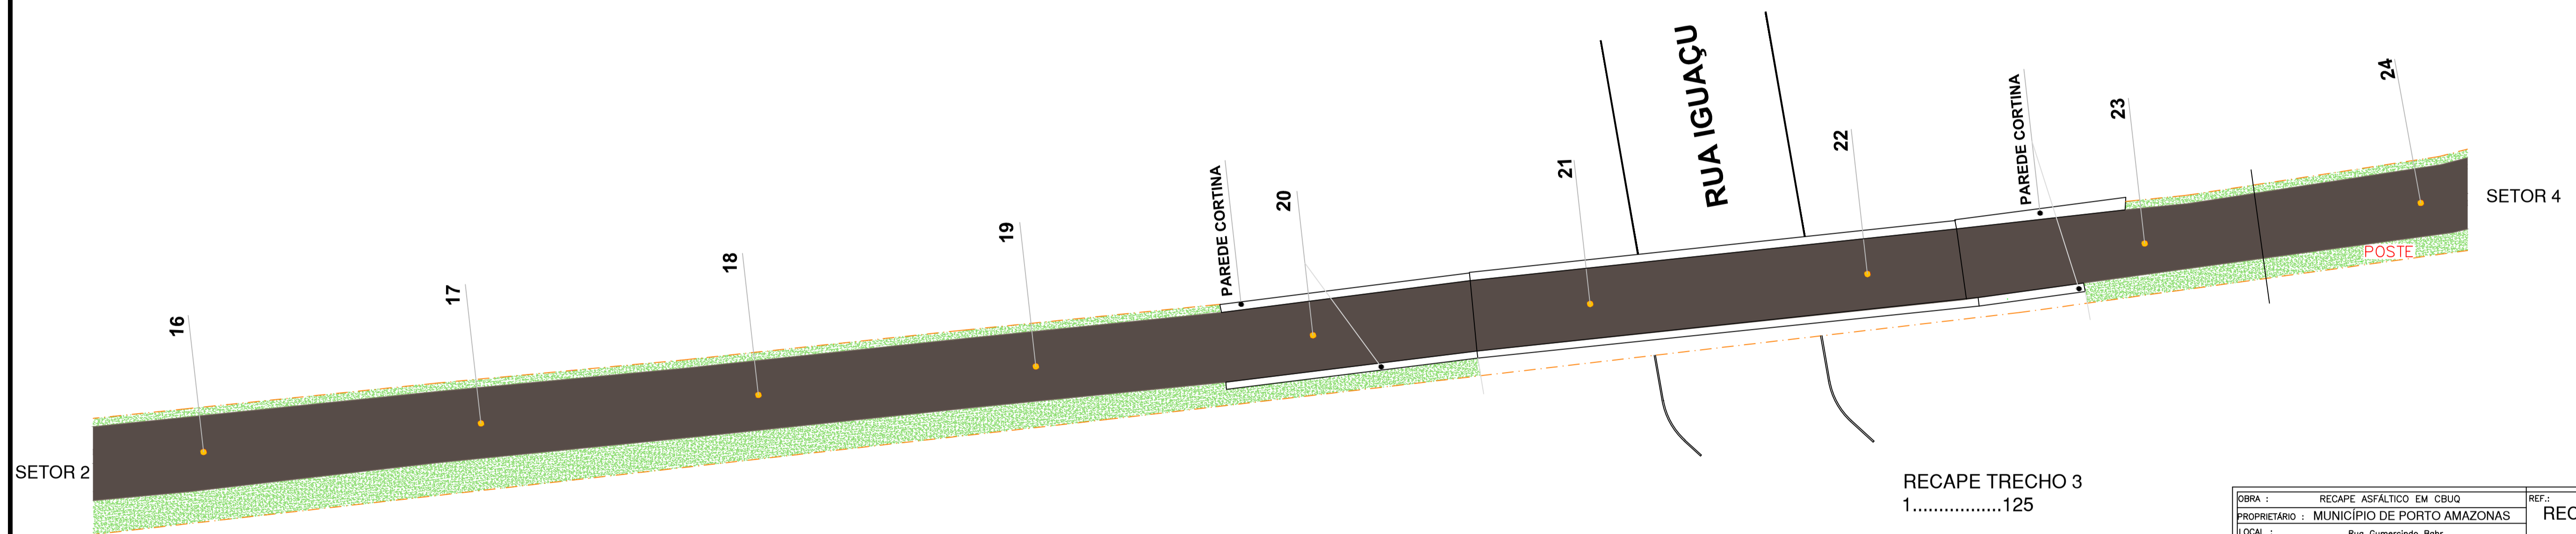 SETOR 2
16
17
18
19
PAREDE CORTINA
20
21
RUA IGUAÇU
22
PAREDE CORTINA
23
24
SETOR 4
POSTE
RECAPE TRECHO 3
1.................125
OBRA : RECAPE ASFÁLTICO EM CBUQ
REF.:
PROPRIETÁRIO : MUNICÍPIO DE PORTO AMAZONAS
LOCAL :